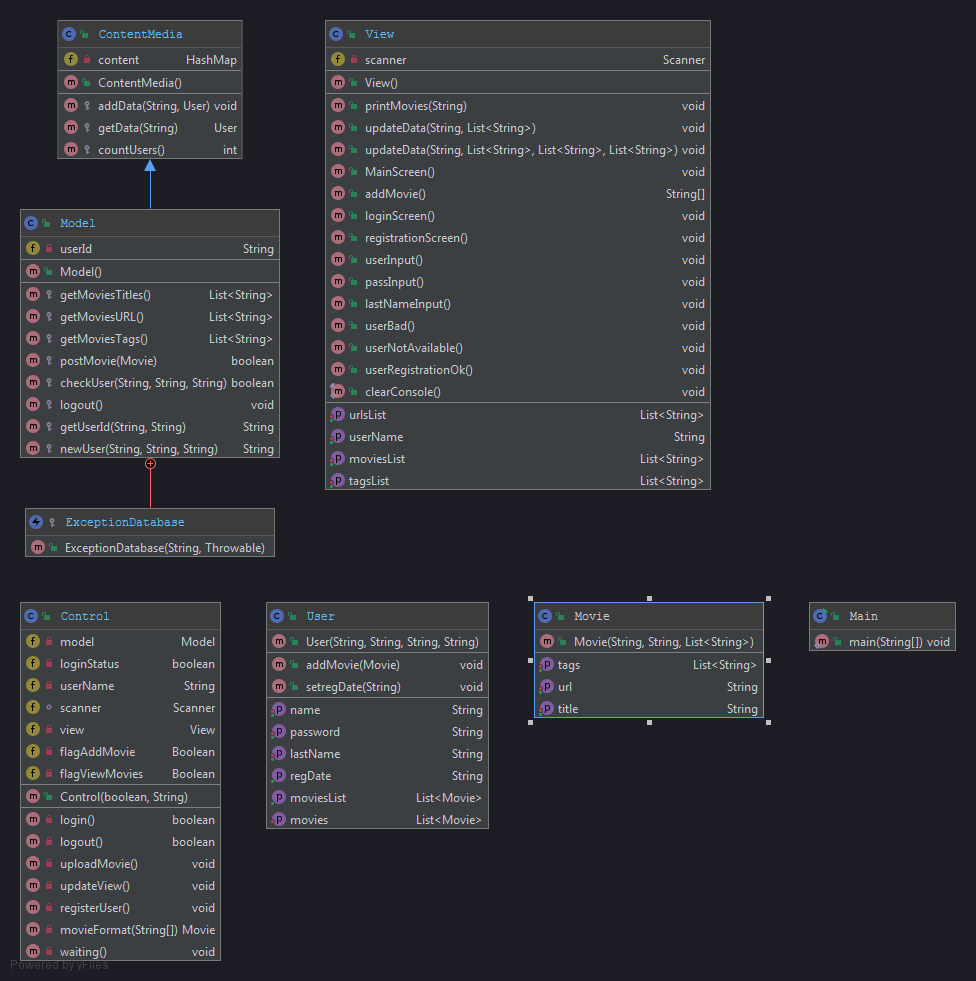 ContentMedia
content HashMap
ContentMedia()
addData(String, User) void
getData(String) User
countUsers() int
View
scanner Scanner
View()
printMovies(String) void
updateData(String, List<String>) void
updateData(String, List<String>, List<String>, List<String>) void
MainScreen() void
addMovie() String[]
loginScreen() void
registrationScreen() void
userInput() void
passInput() void
lastNameInput() void
userBad() void
userNotAvailable() void
userRegistrationOk() void
clearConsole() void
urlsList List<String>
userName String
moviesList List<String>
tagsList List<String>
Model
userId String
Model()
getMoviesTitles() List<String>
getMoviesURL() List<String>
getMoviesTags() List<String>
postMovie(Movie) boolean
checkUser(String, String, String) boolean
logout() void
getUserId(String, String) String
newUser(String, String, String) String
ExceptionDatabase
ExceptionDatabase(String, Throwable)
Control
model Model
loginStatus boolean
userName String
scanner Scanner
view View
flagAddMovie Boolean
flagViewMovies Boolean
Control(boolean, String)
login() boolean
logout() boolean
uploadMovie() void
updateView() void
registerUser() void
movieFormat(String[]) Movie
waiting() void
User
User(String, String, String, String)
addMovie(Movie) void
setregDate(String) void
name String
password String
lastName String
regDate String
moviesList List<Movie>
movies List<Movie>
Movie
Movie(String, String, List<String>)
tags List<String>
url String
title String
Main
main(String[]) void
Powered by yFiles